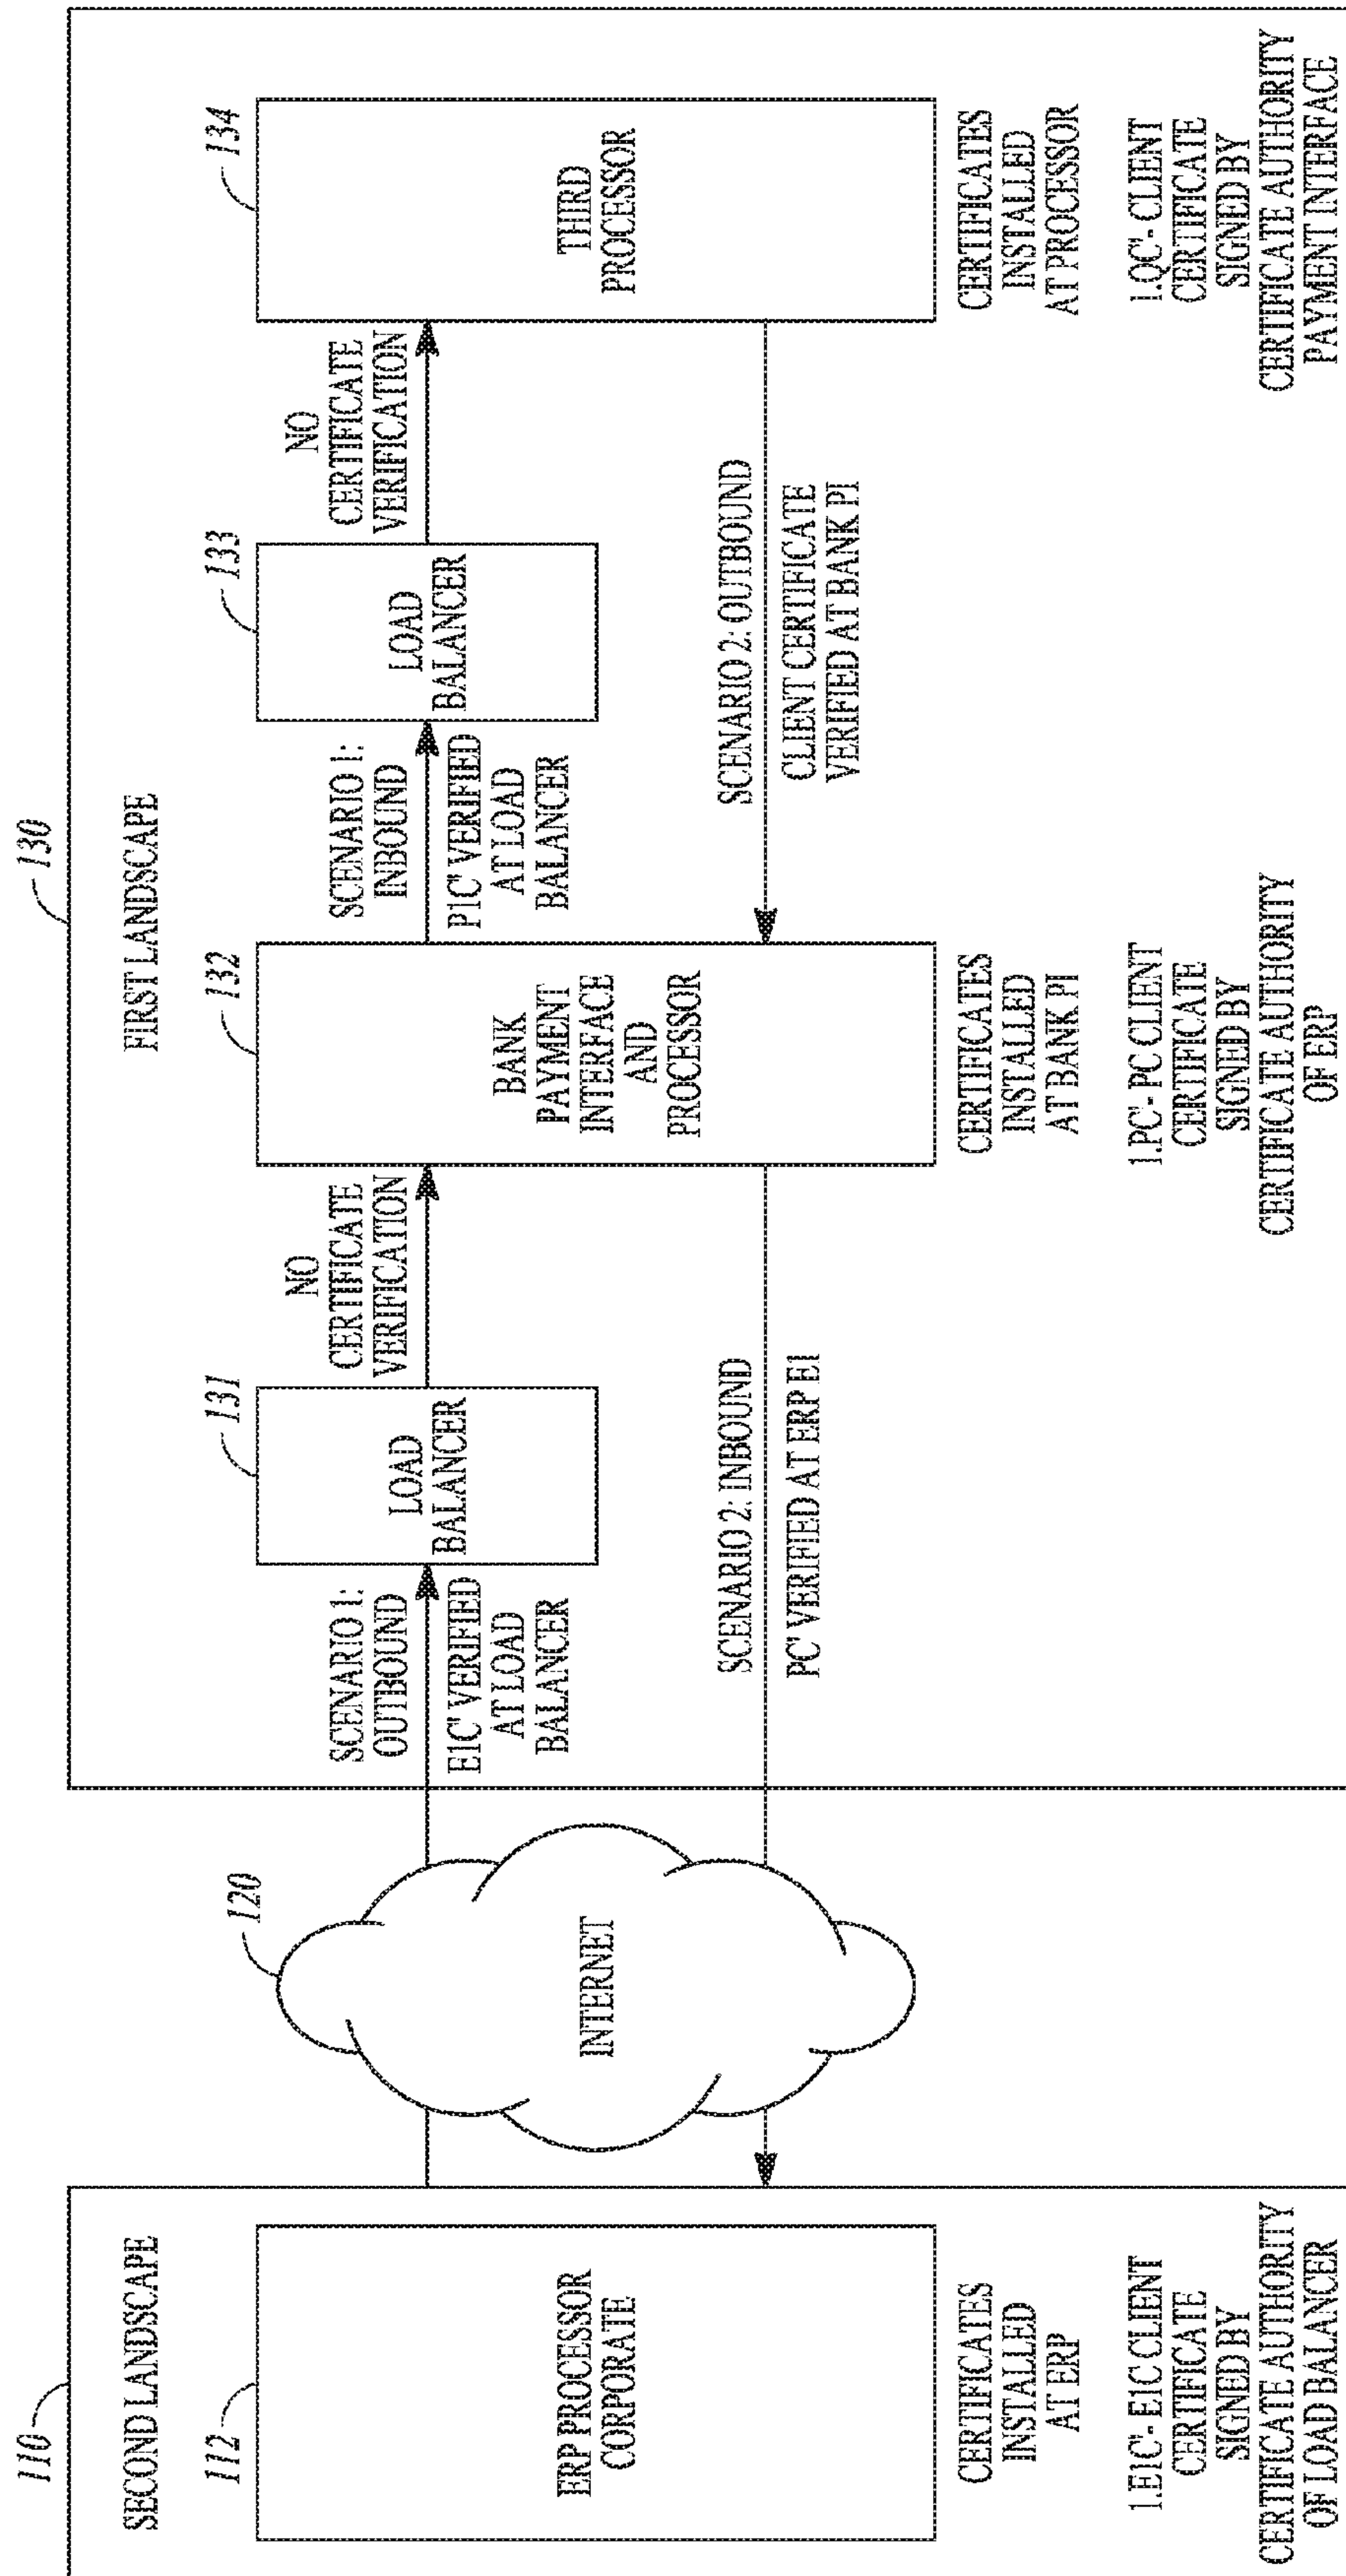 110
SECOND LANDSCAPE
112
ERP PROCESSOR
CORPORATE
CERTIFICATES
INSTALLED
AT ERP
1.E1C'- E1C CLIENT
CERTIFICATE
SIGNED BY
CERTIFICATE AUTHORITY
OF LOAD BALANCER
120
INTERNET
130
FIRST LANDSCAPE
SCENARIO 1:
OUTBOUND
E1C' VERIFIED
AT LOAD
BALANCER
131
LOAD
BALANCER
NO
CERTIFICATE
VERIFICATION
SCENARIO 2: INBOUND
PC' VERIFIED AT ERP E1
132
BANK
PAYMENT
INTERFACE
AND
PROCESSOR
CERTIFICATES
INSTALLED
AT BANK PI
1.PC'- PC CLIENT
CERTIFICATE
SIGNED BY
CERTIFICATE AUTHORITY
OF ERP
SCENARIO 1:
INBOUND
P1C' VERIFIED
AT LOAD
BALANCER
133
LOAD
BALANCER
NO
CERTIFICATE
VERIFICATION
SCENARIO 2: OUTBOUND
CLIENT CERTIFICATE
VERIFIED AT BANK PI
134
THIRD
PROCESSOR
CERTIFICATES
INSTALLED
AT PROCESSOR
1.QC'- CLIENT
CERTIFICATE
SIGNED BY
CERTIFICATE AUTHORITY
PAYMENT INTERFACE